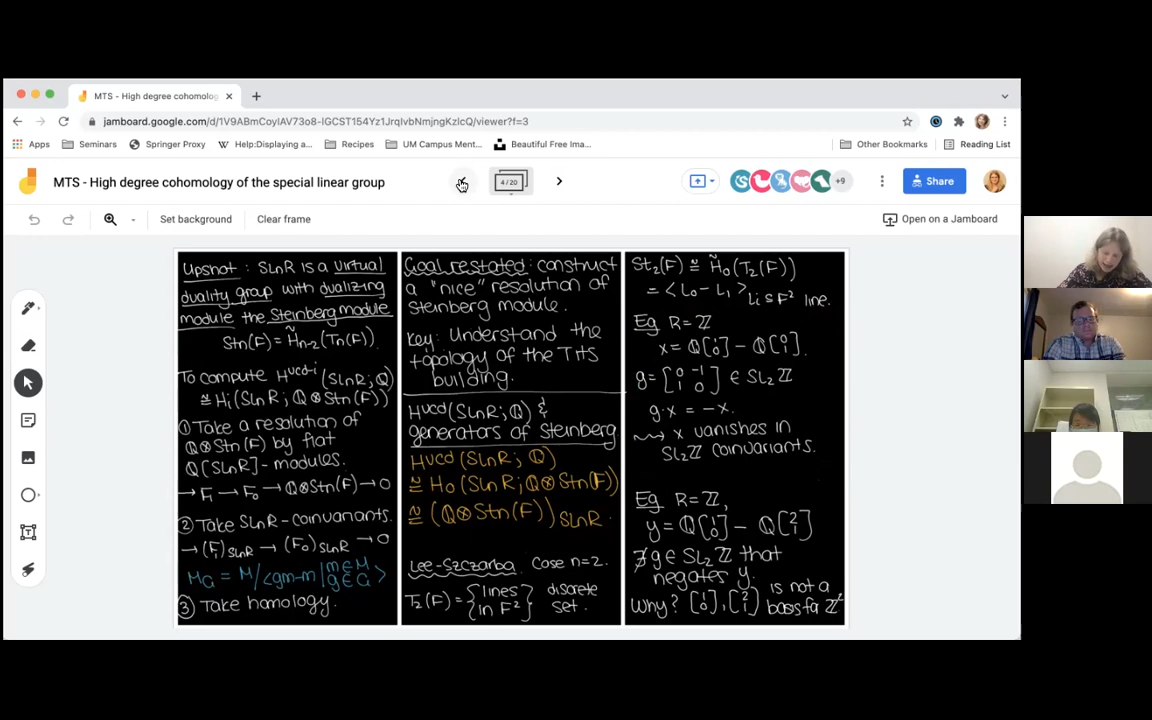 MTS - High degree cohomolog
jamboard.google.com/d/1V9ABmCoyIAV73o8-IGCST154Yz1JrqIvbNmjngKzlcQ/viewer?f=3
Apps Seminars Springer Proxy Help:Displaying a... Recipes UM Campus Ment... Beautiful Free Ima... Other Bookmarks Reading List
MTS - High degree cohomology of the special linear group
4 / 20
+9
Share
Set background Clear frame
Open on a Jamboard
Upshot: SLnR is a virtual
duality group with dualizing
module the Steinberg module
Stn(F) = H̃n-2(Tn(F)).
To compute Hvcd-i(SLnR; Q)
≅ Hi(SLnR; Q⊗Stn(F))
① Take a resolution of
Q⊗Stn(F) by flat
Q[SLnR]-modules.
→ F1 → F0 → Q⊗Stn(F) → 0
② Take SLnR-coinvariants.
→ (F1)SLnR → (F0)SLnR → 0
MG = M/<gm-m | m∈M g∈G>
③ Take homology.
Goal restated: construct
a "nice" resolution of
Steinberg module.
Key: Understand the
topology of the Tits
building.
Hvcd(SLnR; Q) &
generators of Steinberg
Hvcd(SLnR; Q)
≅ H0(SLnR; Q⊗Stn(F))
≅ (Q⊗Stn(F))SLnR.
Lee-Szczarba. Case n=2.
T2(F) = {lines in F²} discrete set.
St2(F) ≅ H̃0(T2(F))
= <L0 - L1> Li⊆F² line.
Eg R=ℤ
x = Q[1 0] - Q[0 1].
g = [0 -1 1 0] ∈ SL2ℤ
g·x = -x.
⇝ x vanishes in
SL2ℤ coinvariants.
Eg R=ℤ,
y = Q[1 0] - Q[2 1]
∄ g ∈ SL2ℤ that
negates y.
Why? [1 0], [2 1] is not a basis for ℤ²